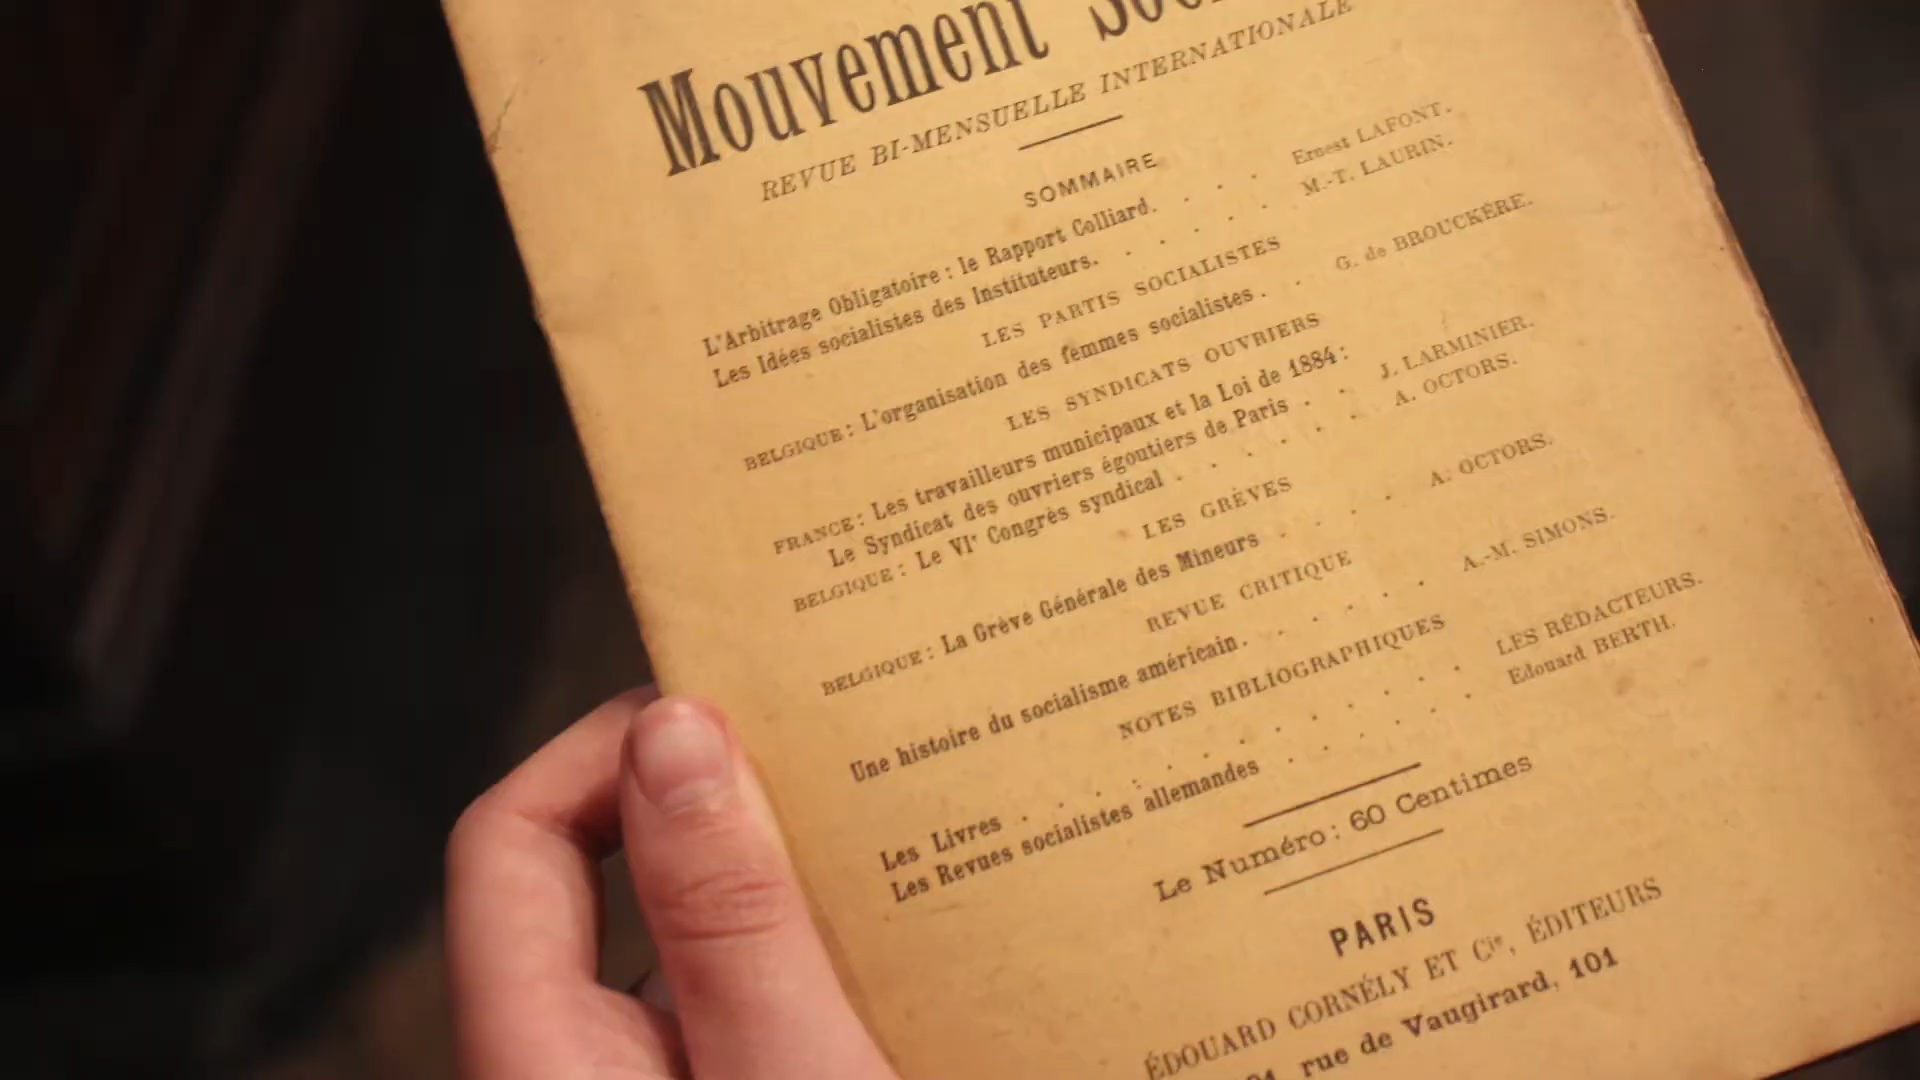 Mouvement Soc
REVUE BI-MENSUELLE INTERNATIONALE
SOMMAIRE
L'Arbitrage Obligatoire : le Rapport Colliard. . . . Ernest LAFONT.
Les Idées socialistes des Instituteurs. . . . . . M.-T. LAURIN.
LES PARTIS SOCIALISTES
BELGIQUE : L'organisation des femmes socialistes. . . G. de BROUCKÈRE.
LES SYNDICATS OUVRIERS
FRANCE : Les travailleurs municipaux et la Loi de 1884 :
Le Syndicat des ouvriers égoutiers de Paris . . . J. LARMINIER.
BELGIQUE : Le VIe Congrès syndical . . . . . . A. OCTORS.
LES GRÈVES
BELGIQUE : La Grève Générale des Mineurs . . . . A. OCTORS.
REVUE CRITIQUE
Une histoire du socialisme américain. . . . . . A.-M. SIMONS.
NOTES BIBLIOGRAPHIQUES
Les Livres . . . . . . . . . . . . . LES RÉDACTEURS.
Les Revues socialistes allemandes . . . . . . Edouard BERTH.
Le Numéro : 60 Centimes
PARIS
ÉDOUARD CORNÉLY ET Cie, ÉDITEURS
rue de Vaugirard, 101